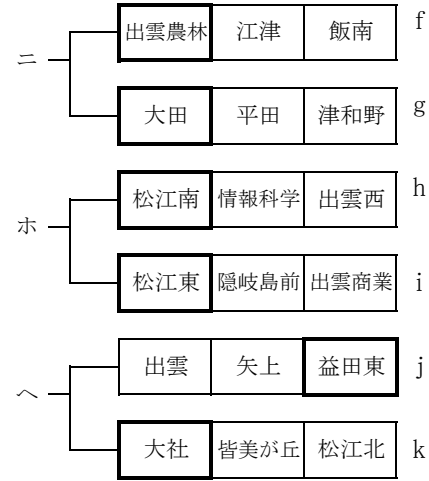 出雲農林 江津 飯南 f
ニ
大田 平田 津和野 g
松江南 情報科学 出雲西 h
ホ
松江東 隠岐島前 出雲商業 i
出雲 矢上 益田東 j
ヘ
大社 皆美が丘 松江北 k